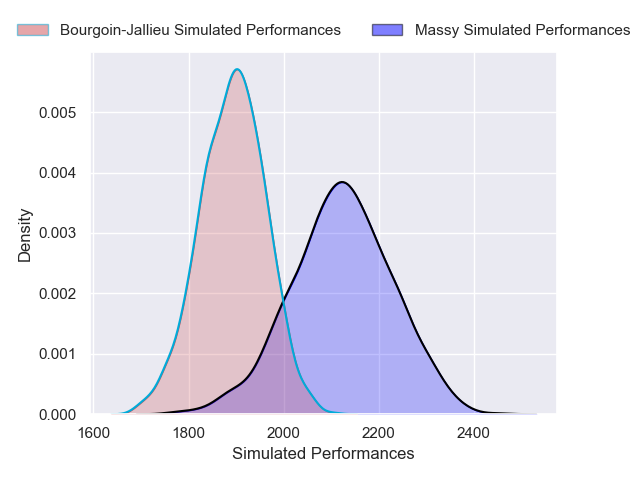 Bourgoin-Jallieu Simulated Performances Massy Simulated Performances
0.005
0.004
0.003
0.002
0.001
0.000
Density
1600 1800 2000 2200 2400
Simulated Performances